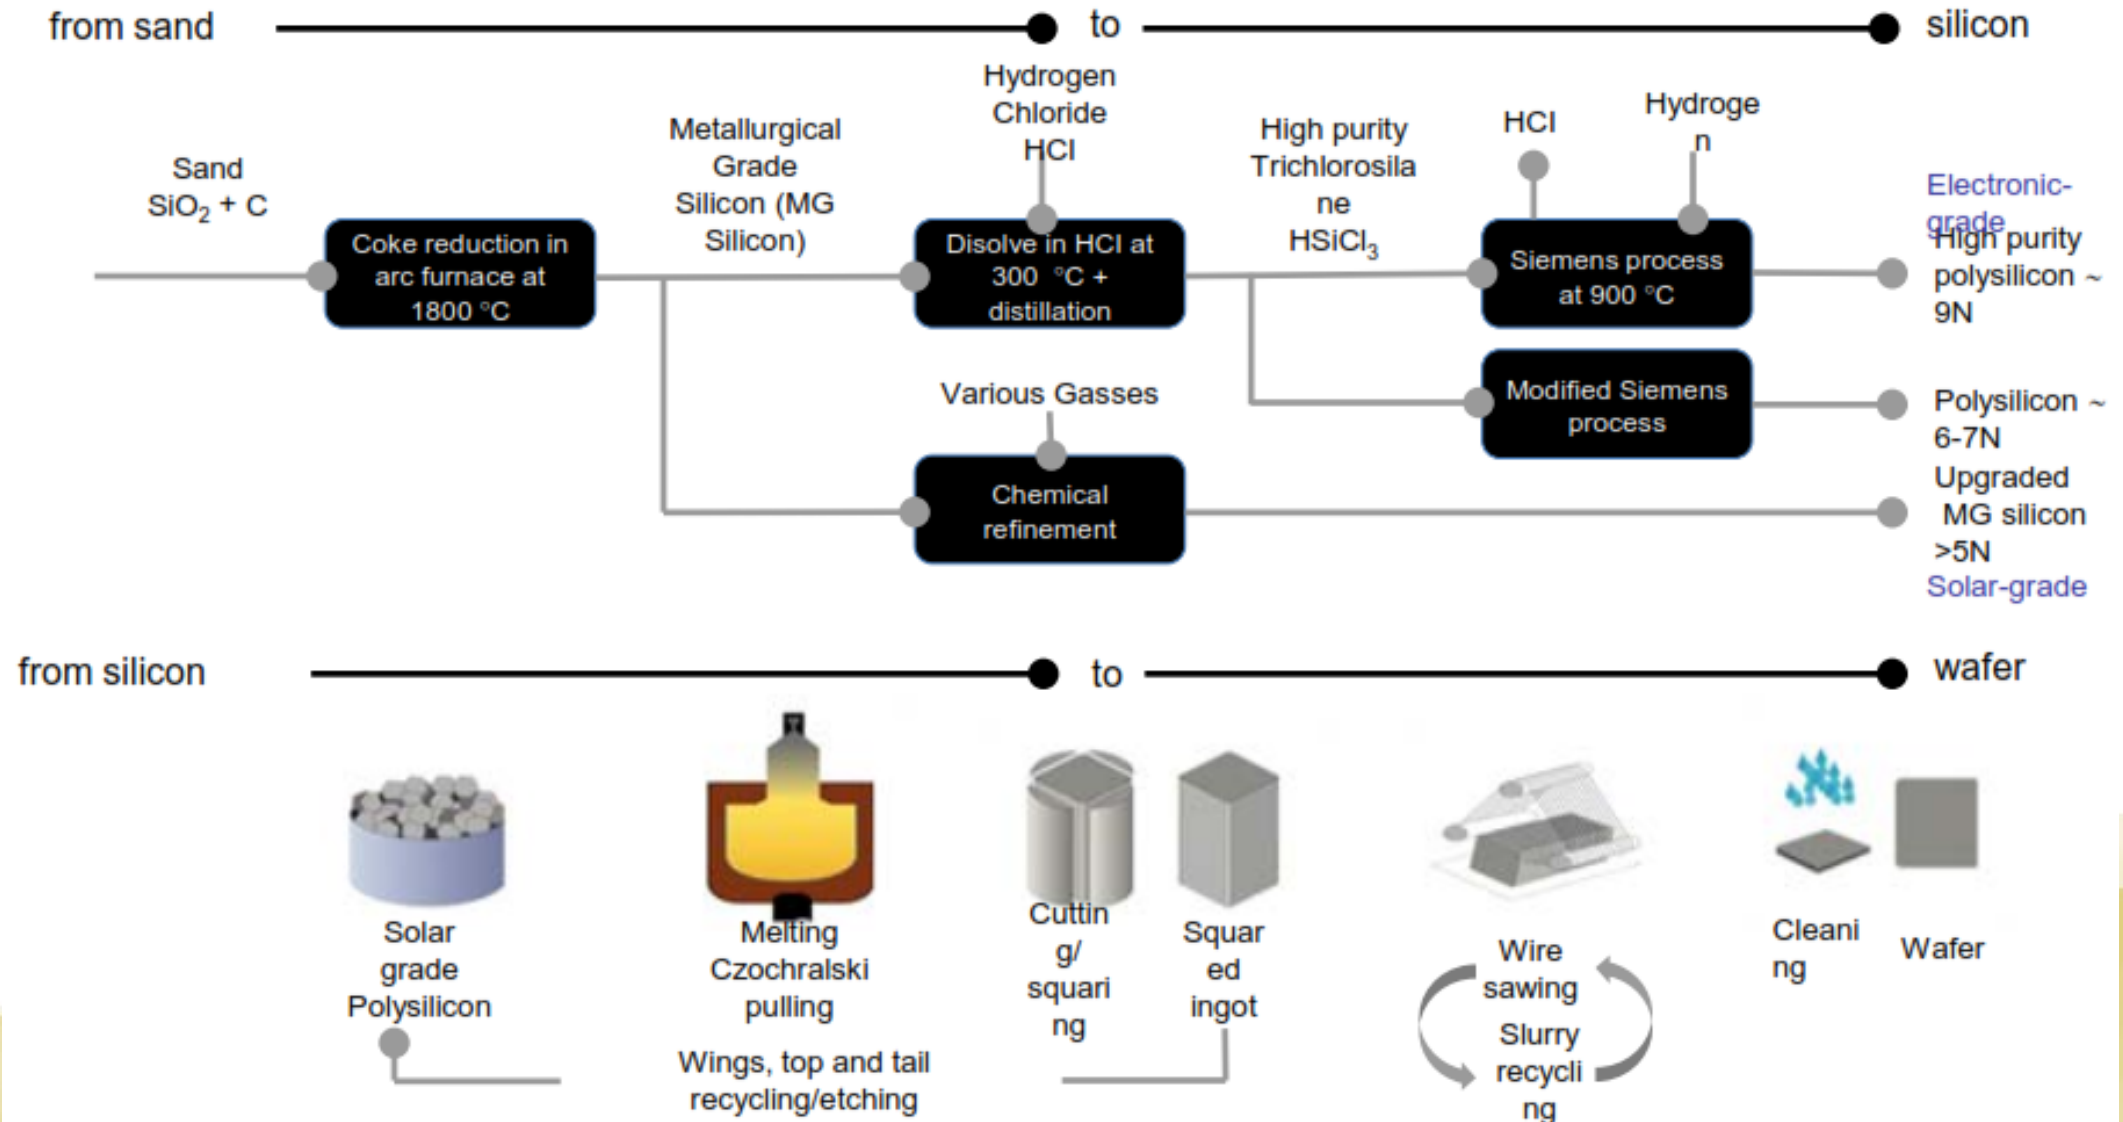 from sand
to
silicon
Hydrogen
Chloride
HCl
Metallurgical
Grade
Silicon (MG
Silicon)
High purity
Trichlorosila
ne
HSiCl3
HCl
Hydroge
n
Sand
SiO2 + C
Electronic-
grade
High purity
polysilicon ~
9N
Coke reduction in
arc furnace at
1800 °C
Disolve in HCl at
300 °C +
distillation
Siemens process
at 900 °C
Various Gasses
Modified Siemens
process
Polysilicon ~
6-7N
Chemical
refinement
Upgraded
MG silicon
>5N
Solar-grade
from silicon
to
wafer
Solar
grade
Polysilicon
Melting
Czochralski
pulling
Cuttin
g/
squari
ng
Squar
ed
ingot
Wire
sawing
Slurry
recycli
ng
Cleani
ng
Wafer
Wings, top and tail
recycling/etching